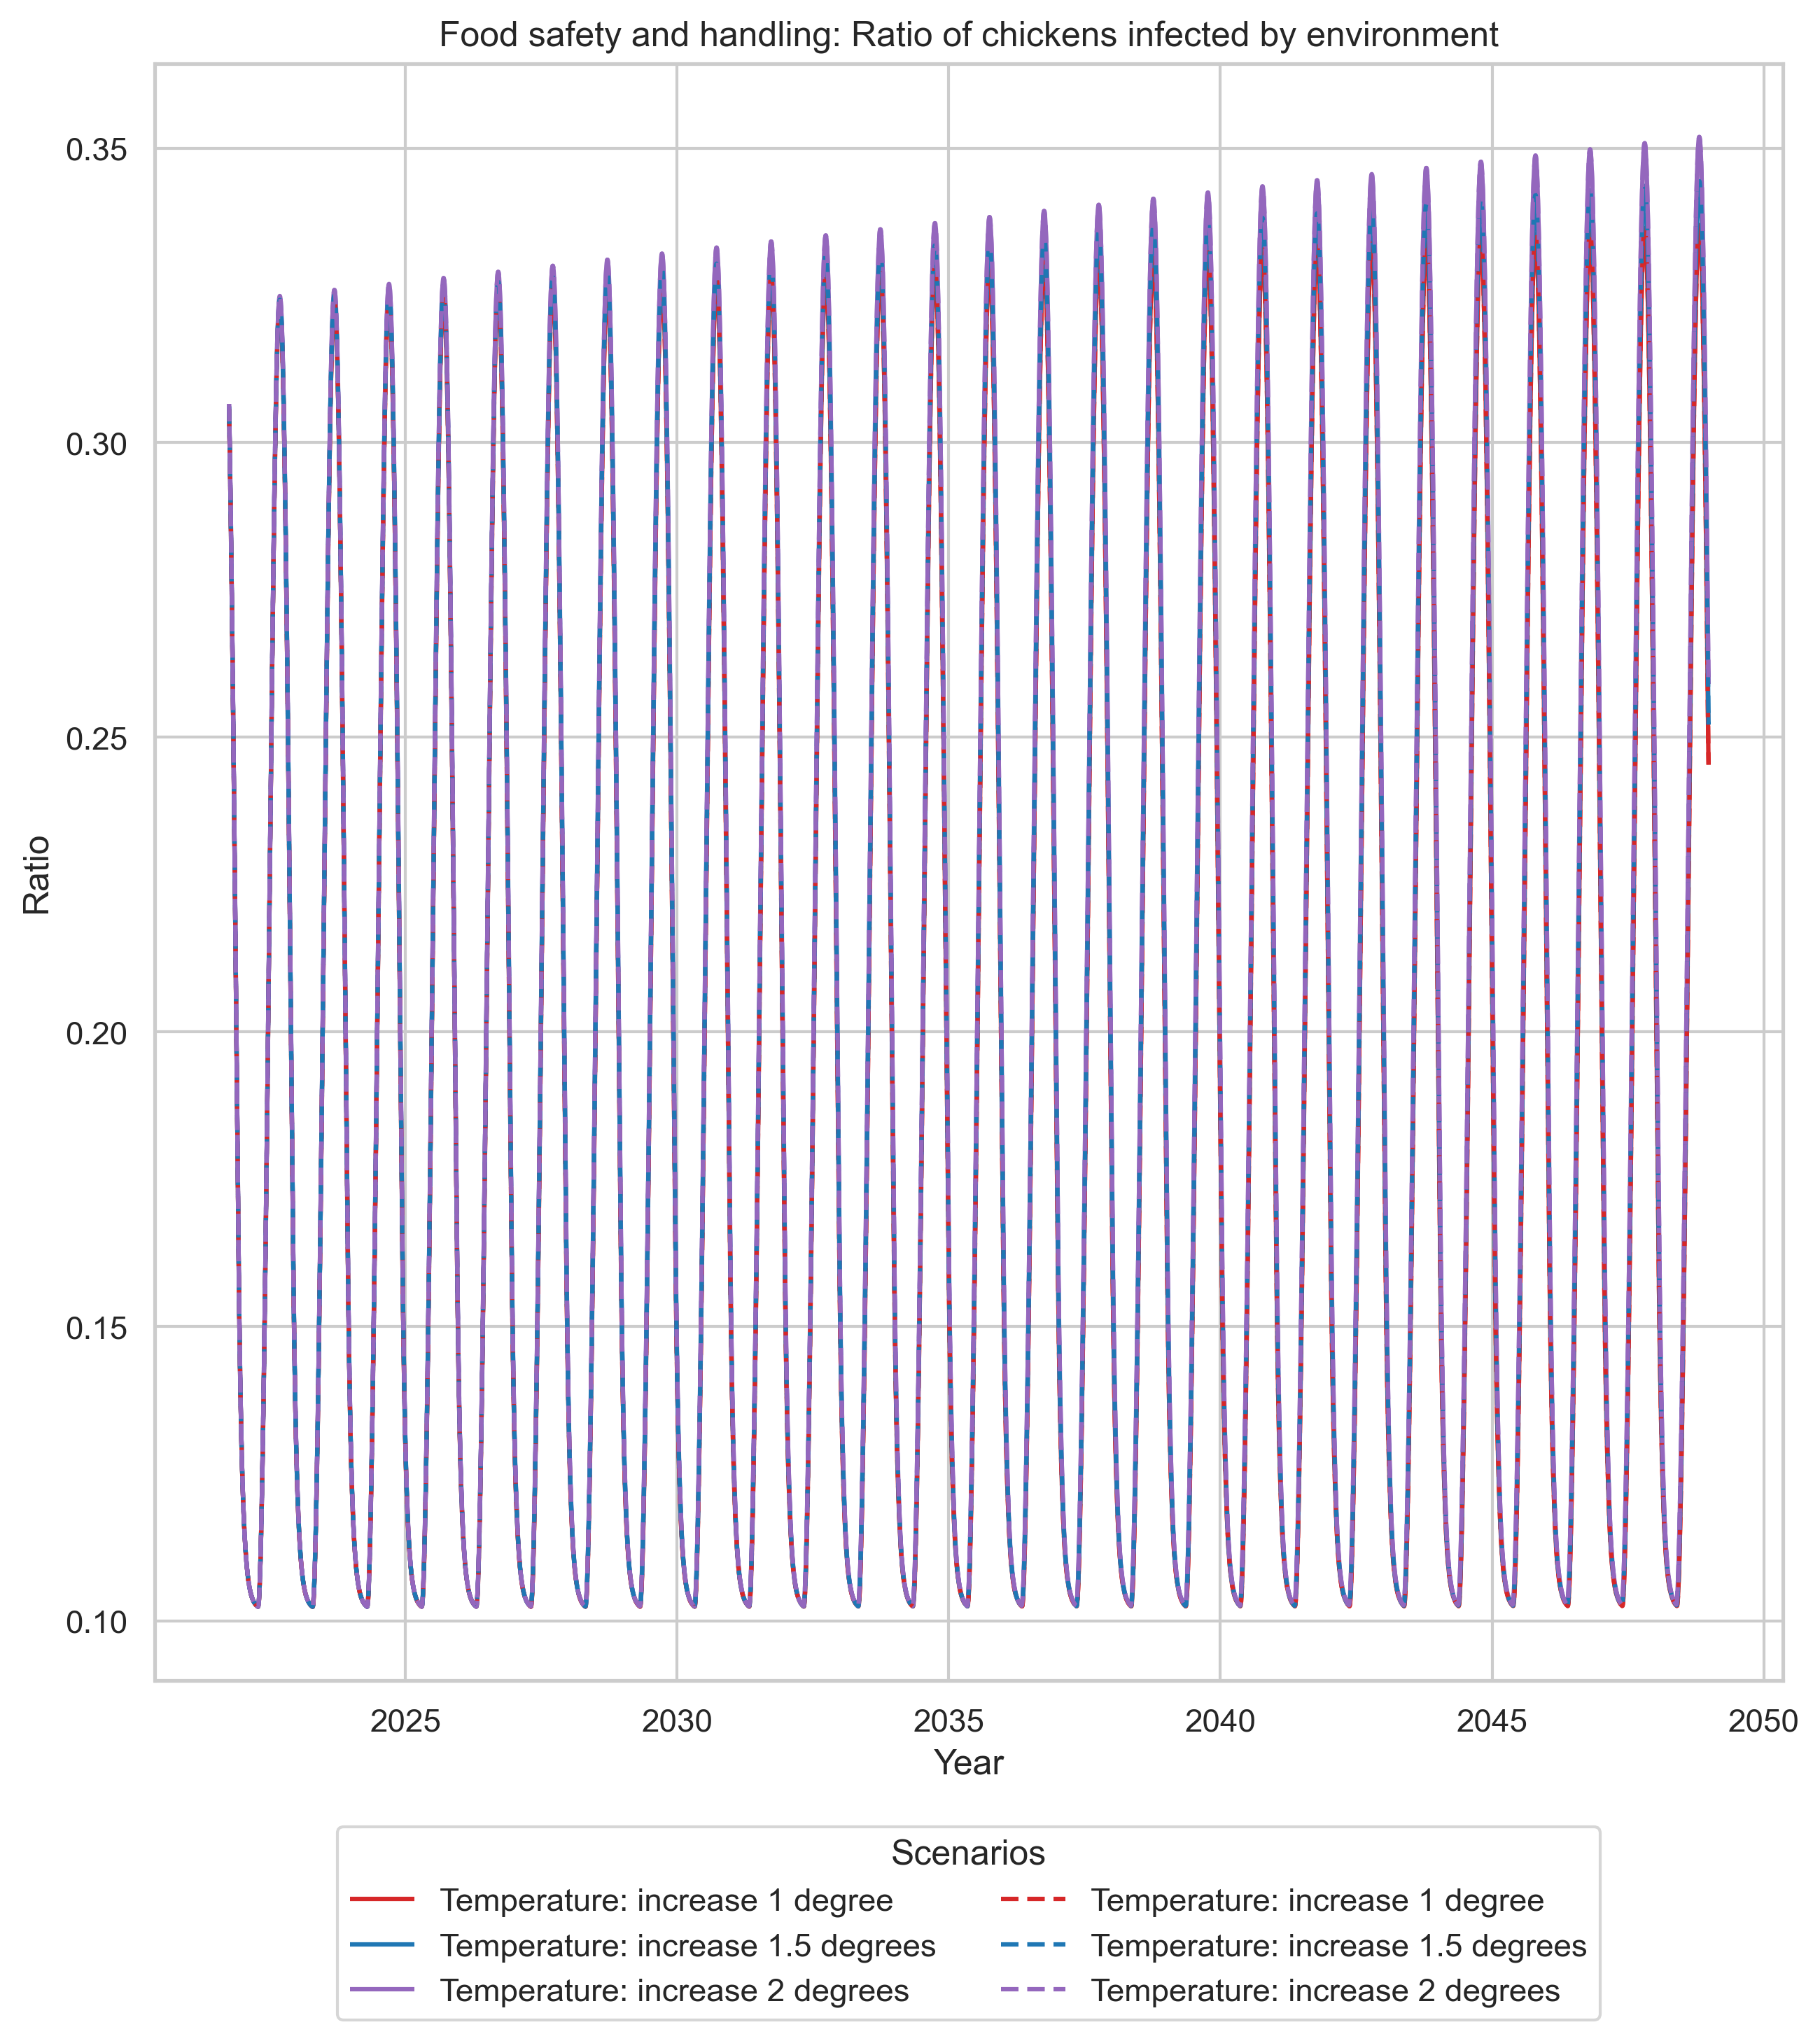 Food safety and handling: Ratio of chickens infected by environment
0.35
0.30
0.25
0.20
0.15
0.10
Ratio
2025 2030 2035 2040 2045 2050
Year
Scenarios
Temperature: increase 1 degree Temperature: increase 1 degree
Temperature: increase 1.5 degrees Temperature: increase 1.5 degrees
Temperature: increase 2 degrees Temperature: increase 2 degrees